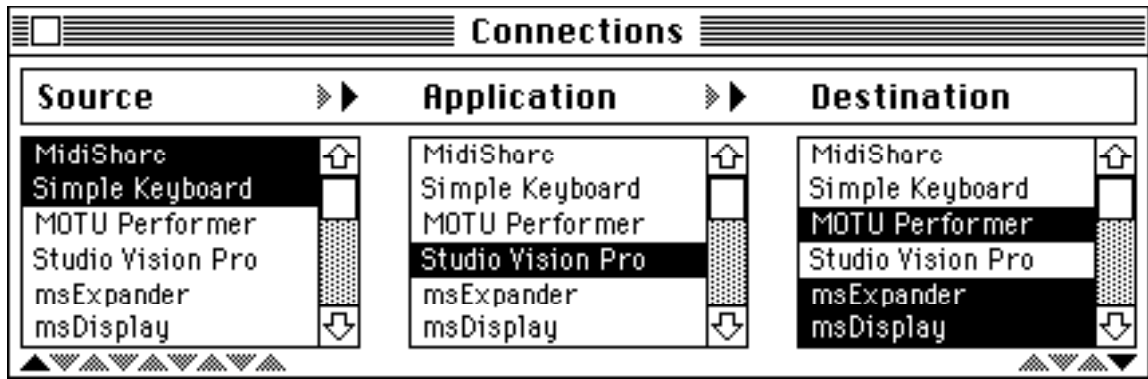 Connections
Source
Application
Destination
MidiShare
Simple Keyboard
MOTU Performer
Studio Vision Pro
msExpander
msDisplay
MidiShare
Simple Keyboard
MOTU Performer
Studio Vision Pro
msExpander
msDisplay
MidiShare
Simple Keyboard
MOTU Performer
Studio Vision Pro
msExpander
msDisplay